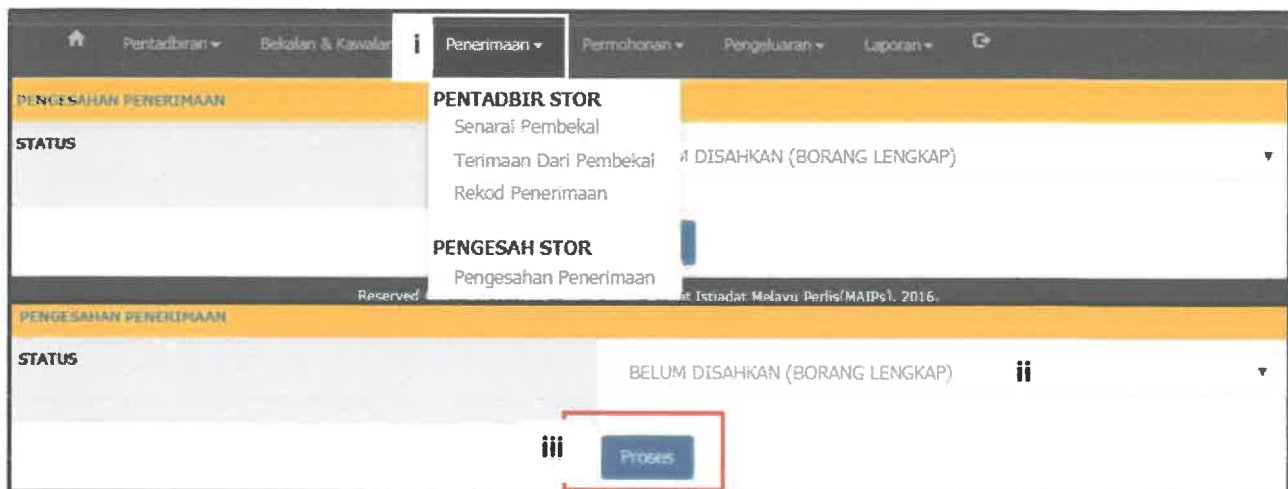 Pentadbiran Bekalan & Kawalan i Penerimaan Permohonan Pengeluaran Laporan
PENGESAHAN PENERIMAAN
PENTADBIR STOR
Senarai Pembekal
STATUS
Terimaan Dari Pembekal
M DISAHKAN (BORANG LENGKAP)
Rekod Penerimaan
PENGESAH STOR
Pengesahan Penerimaan
Reserved
at Istiadat Melayu Perlis(MAIPs), 2016.
PENGESAHAN PENERIMAAN
STATUS
BELUM DISAHKAN (BORANG LENGKAP) ii
iii Proses